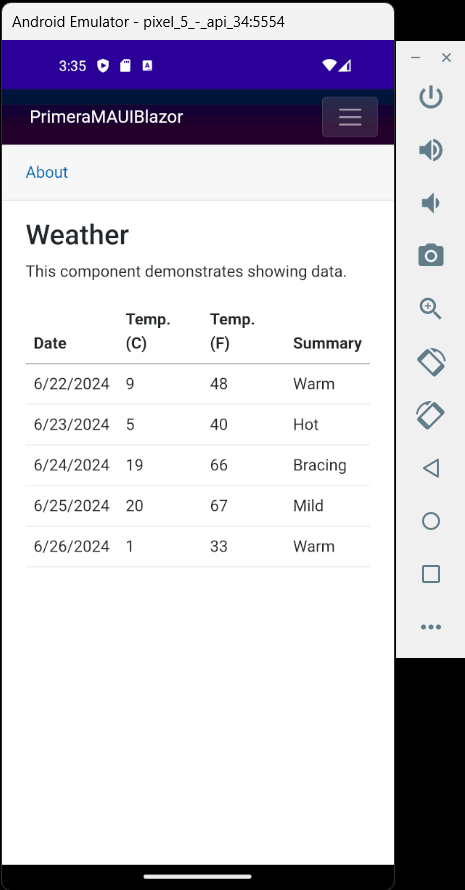 Android Emulator - pixel_5_-_api_34:5554
3:35
PrimeraMAUIBlazor
About
Weather
This component demonstrates showing data.
Date Temp. (C) Temp. (F) Summary
6/22/2024 9 48 Warm
6/23/2024 5 40 Hot
6/24/2024 19 66 Bracing
6/25/2024 20 67 Mild
6/26/2024 1 33 Warm